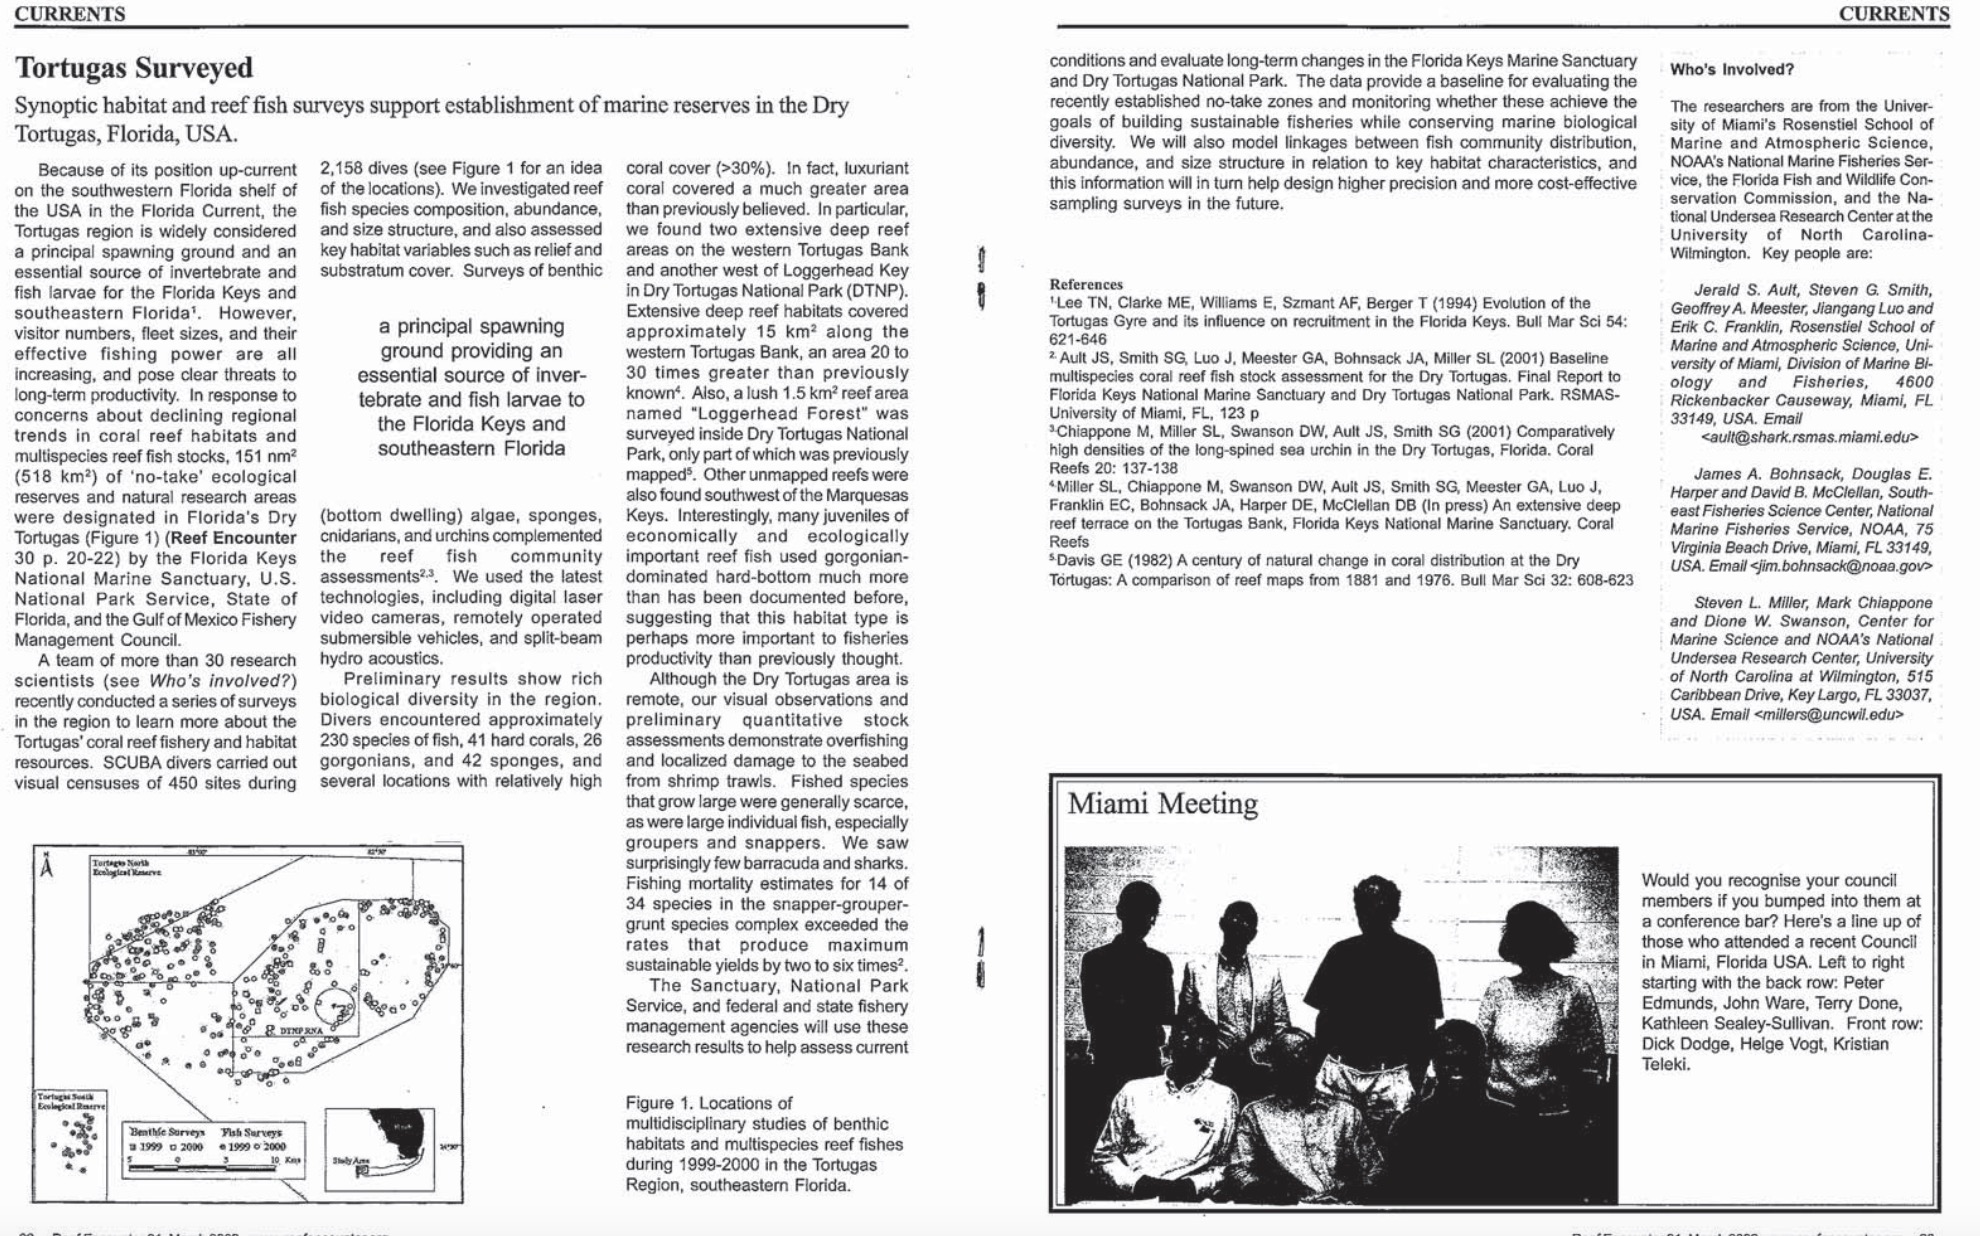 CURRENTS
Tortugas Surveyed
Synoptic habitat and reef fish surveys support establishment of marine reserves in the Dry
Tortugas, Florida, USA.
Because of its position up-current
on the southwestern Florida shelf of
the USA in the Florida Current, the
Tortugas region is widely considered
a principal spawning ground and an
essential source of invertebrate and
fish larvae for the Florida Keys and
southeastern Florida¹. However,
visitor numbers, fleet sizes, and their
effective fishing power are all
increasing, and pose clear threats to
long-term productivity. In response to
concerns about declining regional
trends in coral reef habitats and
multispecies reef fish stocks, 151 nm²
(518 km²) of ‘no-take’ ecological
reserves and natural research areas
were designated in Florida's Dry
Tortugas (Figure 1) (Reef Encounter
30 p. 20-22) by the Florida Keys
National Marine Sanctuary, U.S.
National Park Service, State of
Florida, and the Gulf of Mexico Fishery
Management Council.
A team of more than 30 research
scientists (see Who's involved?)
recently conducted a series of surveys
in the region to learn more about the
Tortugas' coral reef fishery and habitat
resources. SCUBA divers carried out
visual censuses of 450 sites during
2,158 dives (see Figure 1 for an idea
of the locations). We investigated reef
fish species composition, abundance,
and size structure, and also assessed
key habitat variables such as relief and
substratum cover. Surveys of benthic
a principal spawning
ground providing an
essential source of inver-
tebrate and fish larvae to
the Florida Keys and
southeastern Florida
(bottom dwelling) algae, sponges,
cnidarians, and urchins complemented
the reef fish community
assessments²,³. We used the latest
technologies, including digital laser
video cameras, remotely operated
submersible vehicles, and split-beam
hydro acoustics.
Preliminary results show rich
biological diversity in the region.
Divers encountered approximately
230 species of fish, 41 hard corals, 26
gorgonians, and 42 sponges, and
several locations with relatively high
coral cover (>30%). In fact, luxuriant
coral covered a much greater area
than previously believed. In particular,
we found two extensive deep reef
areas on the western Tortugas Bank
and another west of Loggerhead Key
in Dry Tortugas National Park (DTNP).
Extensive deep reef habitats covered
approximately 15 km² along the
western Tortugas Bank, an area 20 to
30 times greater than previously
known⁴. Also, a lush 1.5 km² reef area
named “Loggerhead Forest” was
surveyed inside Dry Tortugas National
Park, only part of which was previously
mapped⁵. Other unmapped reefs were
also found southwest of the Marquesas
Keys. Interestingly, many juveniles of
economically and ecologically
important reef fish used gorgonian-
dominated hard-bottom much more
than has been documented before,
suggesting that this habitat type is
perhaps more important to fisheries
productivity than previously thought.
Although the Dry Tortugas area is
remote, our visual observations and
preliminary quantitative stock
assessments demonstrate overfishing
and localized damage to the seabed
from shrimp trawls. Fished species
that grow large were generally scarce,
as were large individual fish, especially
groupers and snappers. We saw
surprisingly few barracuda and sharks.
Fishing mortality estimates for 14 of
34 species in the snapper-grouper-
grunt species complex exceeded the
rates that produce maximum
sustainable yields by two to six times².
The Sanctuary, National Park
Service, and federal and state fishery
management agencies will use these
research results to help assess current
N
Tortugas North
Ecological Reserve
DTNP RNA
Tortugas South
Ecological Reserve
Benthic Surveys Fish Surveys
1999 2000 1999 2000
5 0 5 10 Kms
Study Area
Figure 1. Locations of
multidisciplinary studies of benthic
habitats and multispecies reef fishes
during 1999-2000 in the Tortugas
Region, southeastern Florida.
CURRENTS
conditions and evaluate long-term changes in the Florida Keys Marine Sanctuary
and Dry Tortugas National Park. The data provide a baseline for evaluating the
recently established no-take zones and monitoring whether these achieve the
goals of building sustainable fisheries while conserving marine biological
diversity. We will also model linkages between fish community distribution,
abundance, and size structure in relation to key habitat characteristics, and
this information will in turn help design higher precision and more cost-effective
sampling surveys in the future.
References
¹Lee TN, Clarke ME, Williams E, Szmant AF, Berger T (1994) Evolution of the
Tortugas Gyre and its influence on recruitment in the Florida Keys. Bull Mar Sci 54:
621-646
². Ault JS, Smith SG, Luo J, Meester GA, Bohnsack JA, Miller SL (2001) Baseline
multispecies coral reef fish stock assessment for the Dry Tortugas. Final Report to
Florida Keys National Marine Sanctuary and Dry Tortugas National Park. RSMAS-
University of Miami, FL, 123 p
³Chiappone M, Miller SL, Swanson DW, Ault JS, Smith SG (2001) Comparatively
high densities of the long-spined sea urchin in the Dry Tortugas, Florida. Coral
Reefs 20: 137-138
⁴Miller SL, Chiappone M, Swanson DW, Ault JS, Smith SG, Meester GA, Luo J,
Franklin EC, Bohnsack JA, Harper DE, McClellan DB (In press) An extensive deep
reef terrace on the Tortugas Bank, Florida Keys National Marine Sanctuary. Coral
Reefs
⁵Davis GE (1982) A century of natural change in coral distribution at the Dry
Tortugas: A comparison of reef maps from 1881 and 1976. Bull Mar Sci 32: 608-623
Who's Involved?
The researchers are from the Univer-
sity of Miami's Rosenstiel School of
Marine and Atmospheric Science,
NOAA's National Marine Fisheries Ser-
vice, the Florida Fish and Wildlife Con-
servation Commission, and the Na-
tional Undersea Research Center at the
University of North Carolina-
Wilmington. Key people are:
Jerald S. Ault, Steven G. Smith,
Geoffrey A. Meester, Jiangang Luo and
Erik C. Franklin, Rosenstiel School of
Marine and Atmospheric Science, Uni-
versity of Miami, Division of Marine Bi-
ology and Fisheries, 4600
Rickenbacker Causeway, Miami, FL
33149, USA. Email
<ault@shark.rsmas.miami.edu>
James A. Bohnsack, Douglas E.
Harper and David B. McClellan, South-
east Fisheries Science Center, National
Marine Fisheries Service, NOAA, 75
Virginia Beach Drive, Miami, FL 33149,
USA. Email <jim.bohnsack@noaa.gov>
Steven L. Miller, Mark Chiappone
and Dione W. Swanson, Center for
Marine Science and NOAA's National
Undersea Research Center, University
of North Carolina at Wilmington, 515
Caribbean Drive, Key Largo, FL 33037,
USA. Email <millers@uncwil.edu>
Miami Meeting
Would you recognise your council
members if you bumped into them at
a conference bar? Here's a line up of
those who attended a recent Council
in Miami, Florida USA. Left to right
starting with the back row: Peter
Edmunds, John Ware, Terry Done,
Kathleen Sealey-Sullivan. Front row:
Dick Dodge, Helge Vogt, Kristian
Teleki.